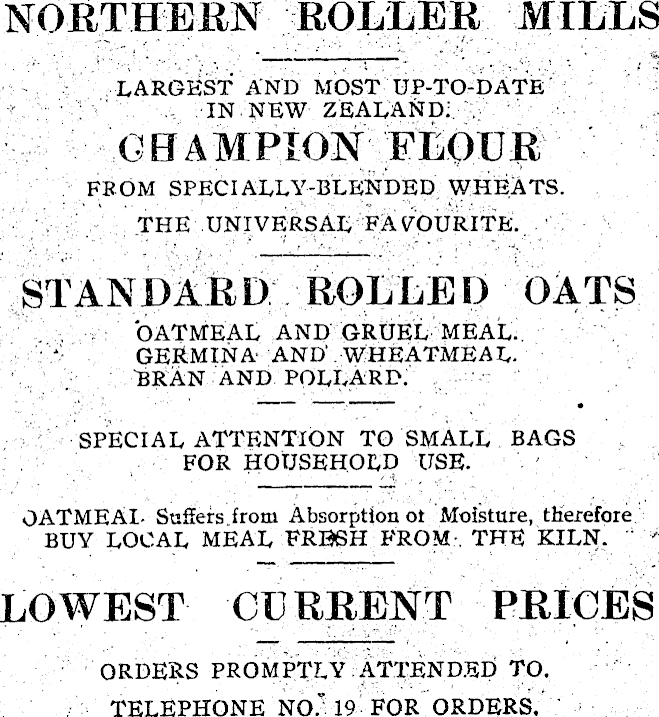 NORTHERN ROLLER MILLS
LARGEST AND MOST UP-TO-DATE
IN NEW ZEALAND.
CHAMPION FLOUR
FROM SPECIALLY-BLENDED WHEATS.
THE UNIVERSAL FAVOURITE.
STANDARD ROLLED OATS
OATMEAL AND GRUEL MEAL.
GERMINA AND WHEATMEAL.
BRAN AND POLLARD.
SPECIAL ATTENTION TO SMALL BAGS
FOR HOUSEHOLD USE.
OATMEAL Suffers from Absorption ot Moisture, therefore
BUY LOCAL MEAL FRESH FROM THE KILN.
LOWEST CURRENT PRICES
ORDERS PROMPTLY ATTENDED TO.
TELEPHONE NO. 19 FOR ORDERS.